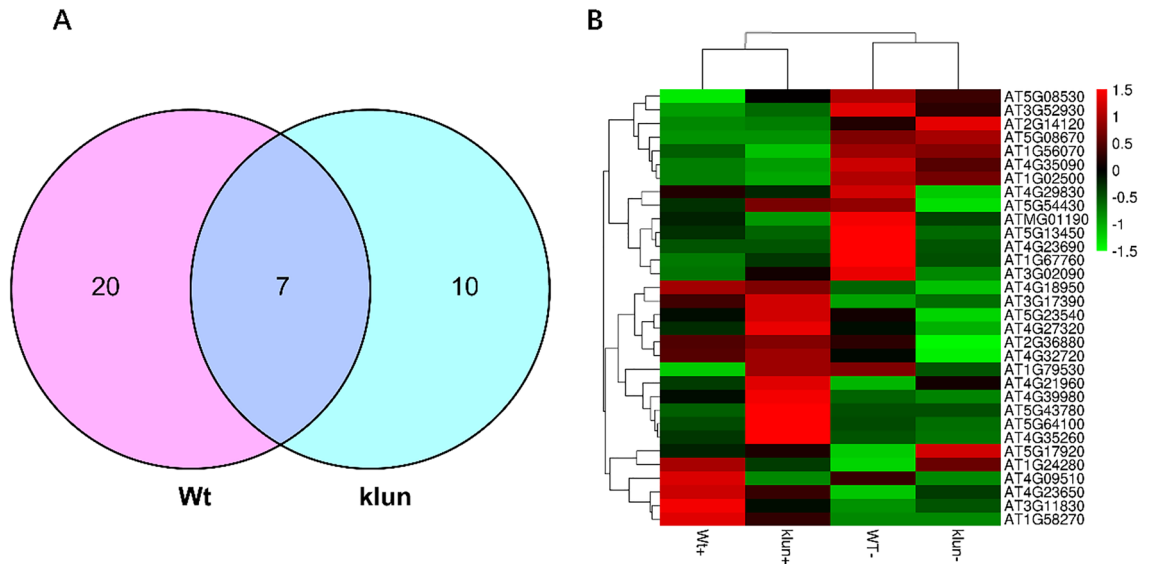 A
20
7
10
Wt
klun
B
AT5G08530
AT3G52930
AT2G14120
AT5G08670
AT1G56070
AT4G35090
AT1G02500
AT4G29830
AT5G54430
ATMG01190
AT5G13450
AT4G23690
AT1G67760
AT3G02090
AT4G18950
AT3G17390
AT5G23540
AT4G27320
AT2G36880
AT4G32720
AT1G79530
AT4G21960
AT4G39980
AT5G43780
AT5G64100
AT4G35260
AT5G17920
AT1G24280
AT4G09510
AT4G23650
AT3G11830
AT1G58270
1.5
1
0.5
0
-0.5
-1
-1.5
Wt+
klun+
WT-
klun-